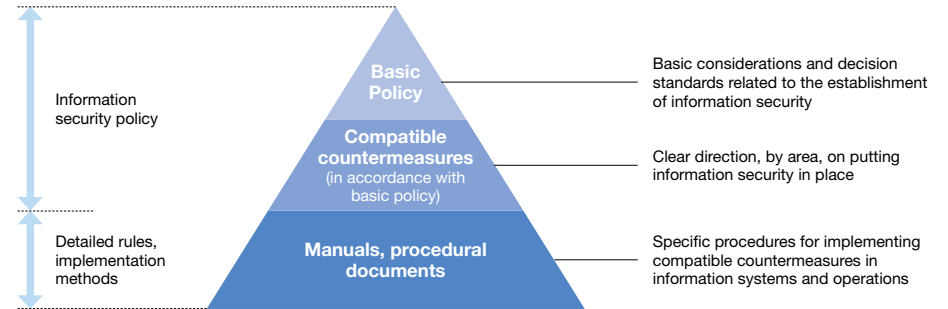 Information
security policy
Detailed rules,
implementation
methods
Basic
Policy
Compatible
countermeasures
(in accordance with
basic policy)
Manuals, procedural
documents
Basic considerations and decision
standards related to the establishment
of information security
Clear direction, by area, on putting
information security in place
Specific procedures for implementing
compatible countermeasures in
information systems and operations